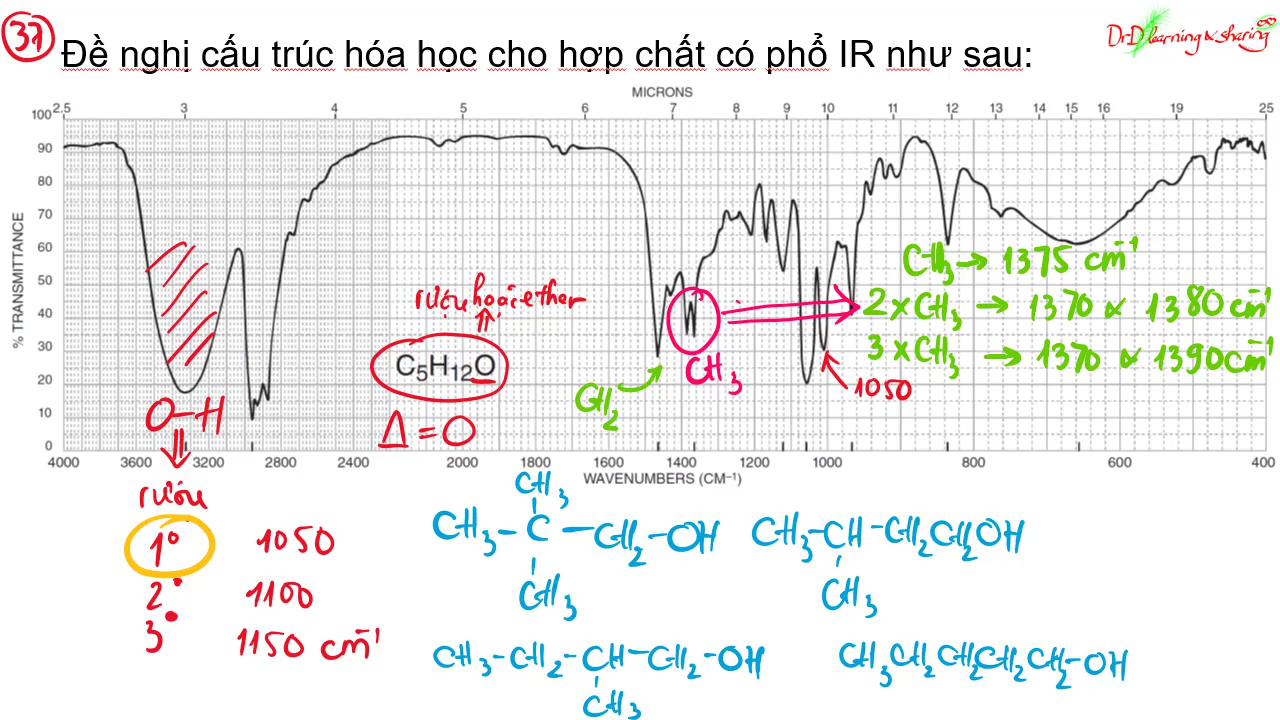 37
DrD learning & sharing
Đề nghị cấu trúc hóa học cho hợp chất có phổ IR như sau:
MICRONS
2.5 3 4 5 6 7 8 9 10 11 12 13 14 15 16 19 25
% TRANSMITTANCE
100
90
80
70
60
50
40
30
20
10
0
CH₃ → 1375 cm⁻¹
2 x CH₃ → 1370 & 1380 cm⁻¹
3 x CH₃ → 1370 & 1390 cm⁻¹
rượu hoặc ether
C₅H₁₂O
Δ = 0
CH₂
CH₃
1050
O-H
4000 3600 3200 2800 2400 2000 1800 1600 1400 1200 1000 800 600 400
WAVENUMBERS (CM⁻¹)
rượu
1° 1050
2° 1100
3° 1150 cm⁻¹
CH₃
CH₃-C-CH₂-OH
CH₃
CH₃-CH-CH₂CH₂OH
CH₃
CH₃-CH₂-CH-CH₂-OH
CH₃
CH₃CH₂CH₂CH₂CH₂-OH